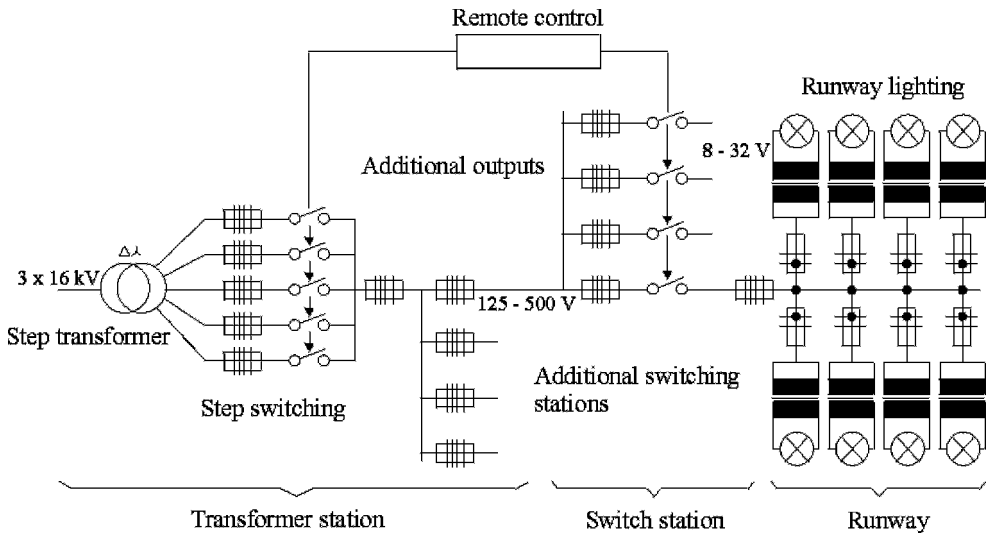 Remote control
Runway lighting
8 - 32 V
Additional outputs
Δ⅄
3 x 16 kV
125 - 500 V
Step transformer
Additional switching
stations
Step switching
Transformer station
Switch station
Runway